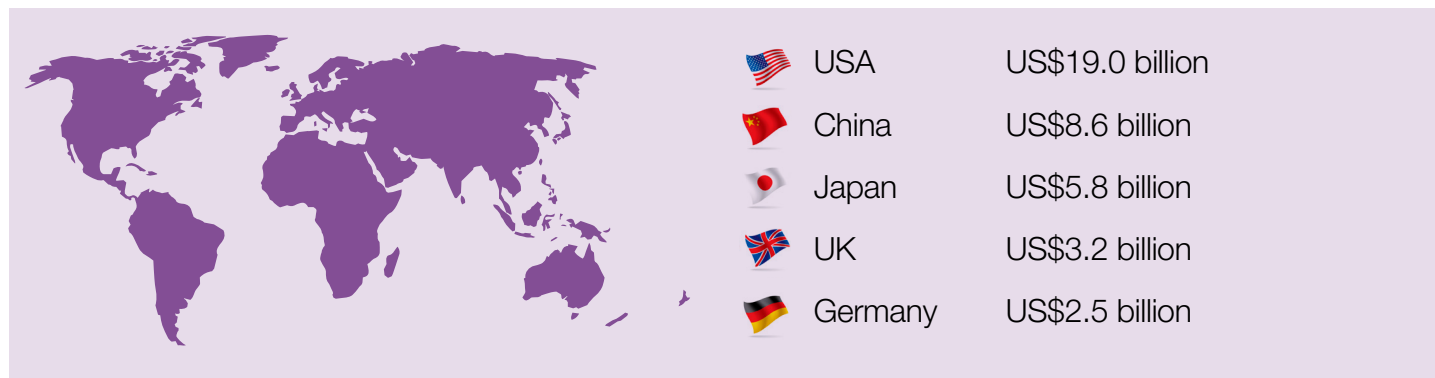 USA US$19.0 billion
China US$8.6 billion
Japan US$5.8 billion
UK US$3.2 billion
Germany US$2.5 billion